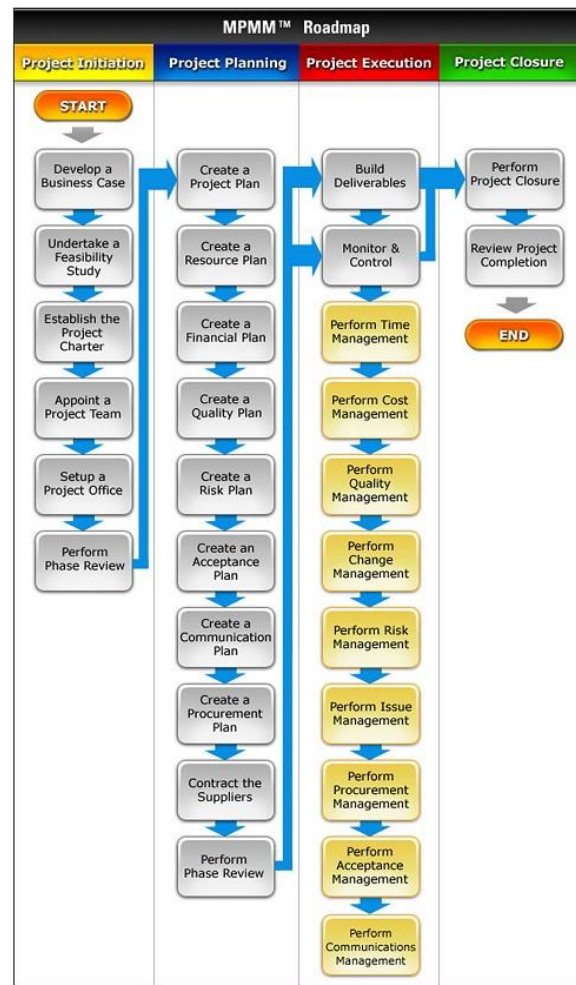 MPMM™ Roadmap
Project Initiation
Project Planning
Project Execution
Project Closure
START
Develop a
Business Case
Undertake a
Feasibility
Study
Establish the
Project
Charter
Appoint a
Project Team
Setup a
Project Office
Perform
Phase Review
Create a
Project Plan
Create a
Resource Plan
Create a
Financial Plan
Create a
Quality Plan
Create a
Risk Plan
Create an
Acceptance
Plan
Create a
Communication
Plan
Create a
Procurement
Plan
Contract the
Suppliers
Perform
Phase Review
Build
Deliverables
Monitor &
Control
Perform Time
Management
Perform Cost
Management
Perform
Quality
Management
Perform
Change
Management
Perform Risk
Management
Perform Issue
Management
Perform
Procurement
Management
Perform
Acceptance
Management
Perform
Communications
Management
Perform
Project Closure
Review Project
Completion
END